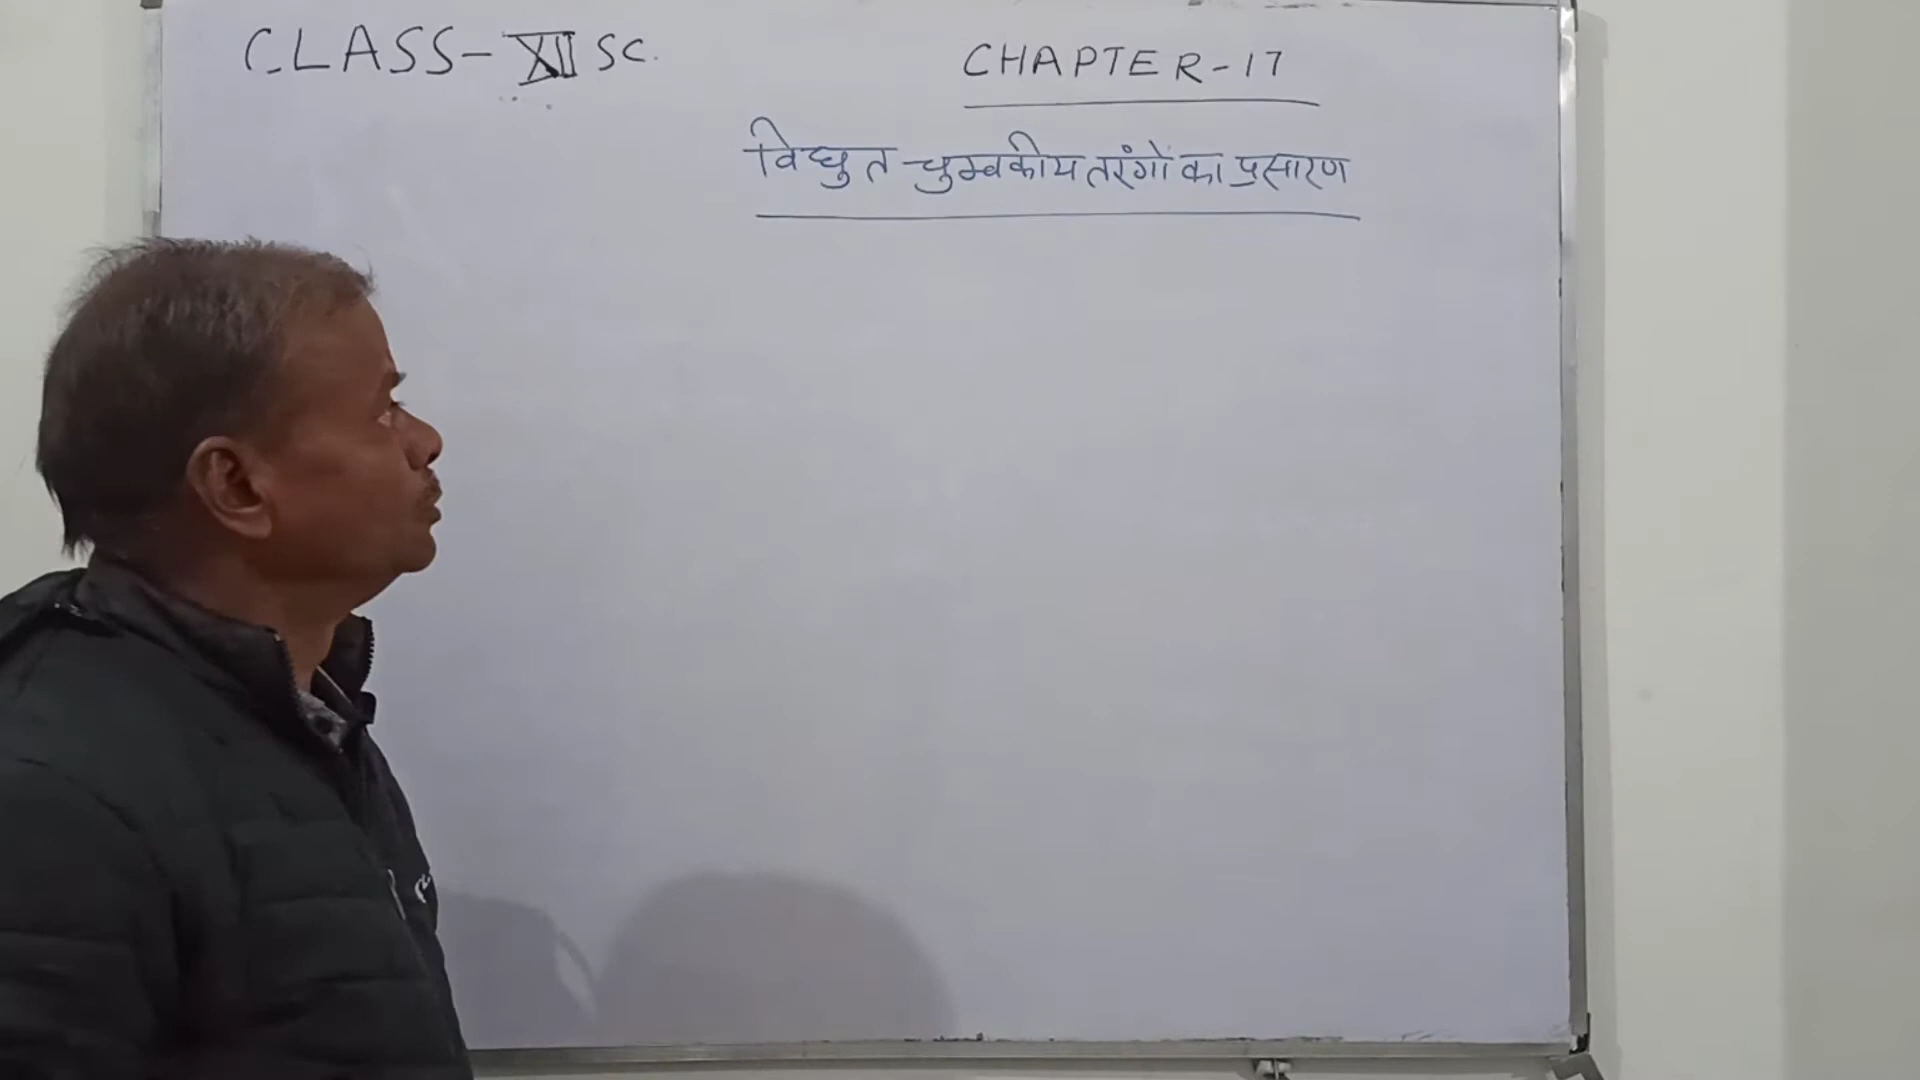 CLASS-XII SC.
CHAPTER-17
विद्युत-चुम्बकीय तरंगों का प्रसारण